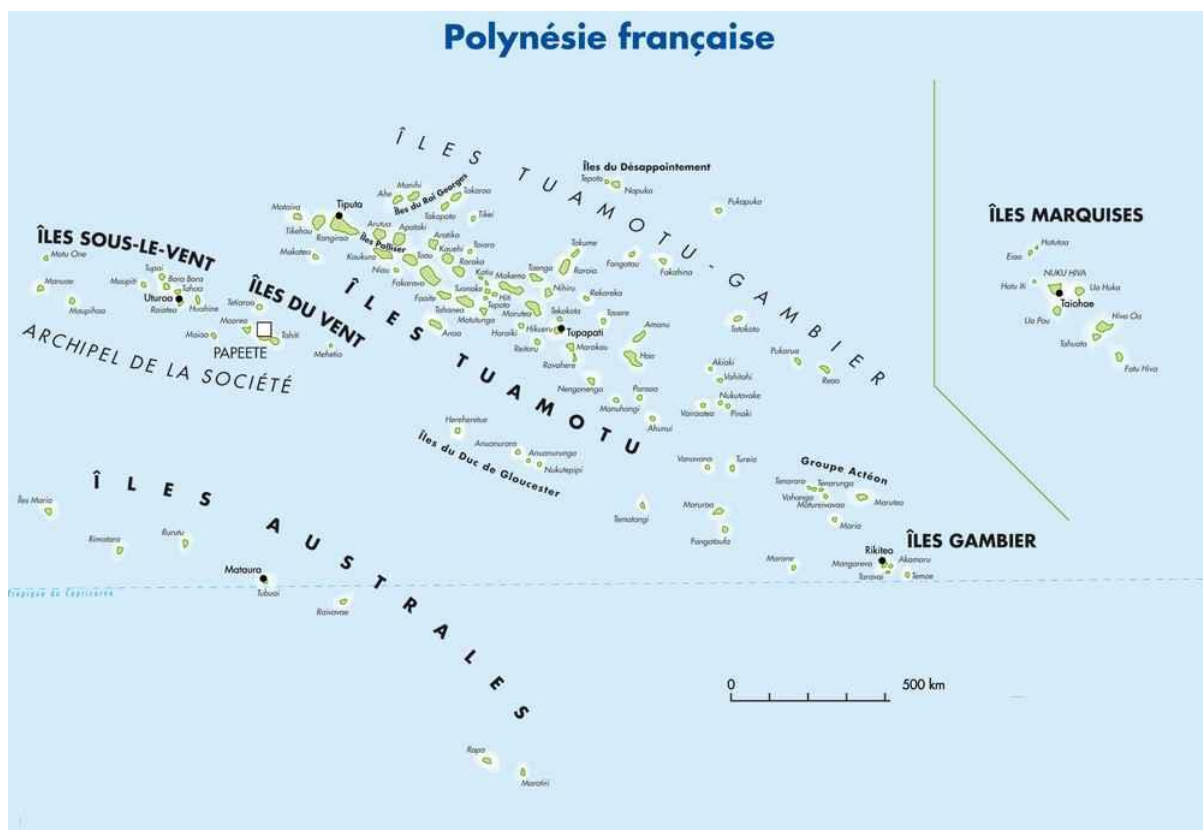 Polynésie française
ÎLES TUAMOTU-GAMBIER
Îles du Désappointement
Tepoto
Napuka
Pukapuka
Manihi
Ahe
Îles du Roi Georges
Takaroa
Takapoto
Tikei
Tiputa
Mataiva
Tikehau
Rangiroa
Makatea
Arutua
Apataki
Îles Palliser
Aratika
Kauehi
Kaukura
Toau
Taiaro
Raraka
Niau
Fakarava
Katiu
Makemo
Taenga
Takume
Raroia
Fangatau
Fakahina
Nihiru
Rekareka
Tuanake
Hiti
Faaite
Tahanea
Tepoto
Motutunga
Marutea
Tekokota
Tauere
Anaa
Haraiki
Hikueru
Tupapati
Reitoru
Marokau
Ravahere
Amanu
Hao
Tatakoto
Nengonengo
Pukarua
Reao
Akiaki
Vahitahi
Manuhangi
Paraoa
Ahunui
Nukutavake
Vairaatea
Pinaki
ÎLES MARQUISES
Hatutaa
Eiao
Hatu Iti
NUKU HIVA
Taiohae
Ua Huka
Ua Pou
Hiva Oa
Tahuata
Fatu Hiva
ÎLES SOUS-LE-VENT
Motu One
Manuae
Maupihaa
Maupiti
Tupai
Bora Bora
Tahaa
Uturoa
Raiatea
Huahine
ÎLES DU VENT
Tetiaroa
Moorea
Maiao
Tahiti
PAPEETE
Mehetia
ARCHIPEL DE LA SOCIÉTÉ
ÎLES TUAMOTU
Herehereitue
Anuanuraro
Anuanurunga
Nukutepipi
Îles du Duc de Gloucester
Vanavana
Tureia
Tematangi
Moruroa
Fangataufa
Groupe Actéon
Tenararo
Tenarunga
Vahanga
Matureivavao
Marutea
Maria
ÎLES GAMBIER
Rikitea
Morane
Mangareva
Akamaru
Taravai
Temoe
ÎLES AUSTRALES
Îles Maria
Rimatara
Rurutu
Mataura
Tubuai
Raivavae
Tropique du Capricorne
Rapa
Marotiri
0
500 km